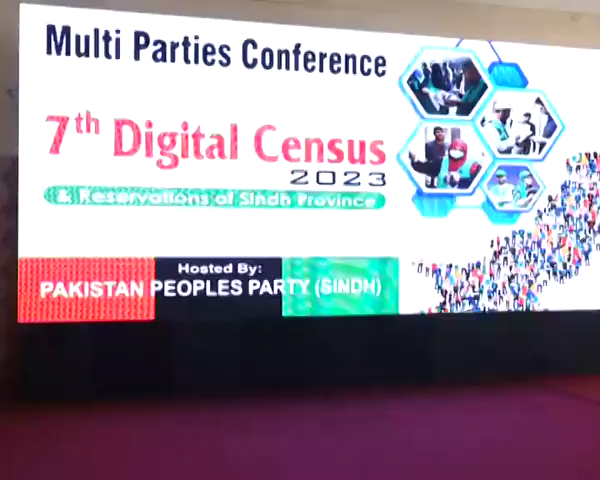 Multi Parties Conference
7th Digital Census
2023
& Reservations of Sindh Province
Hosted By:
PAKISTAN PEOPLES PARTY (SINDH)